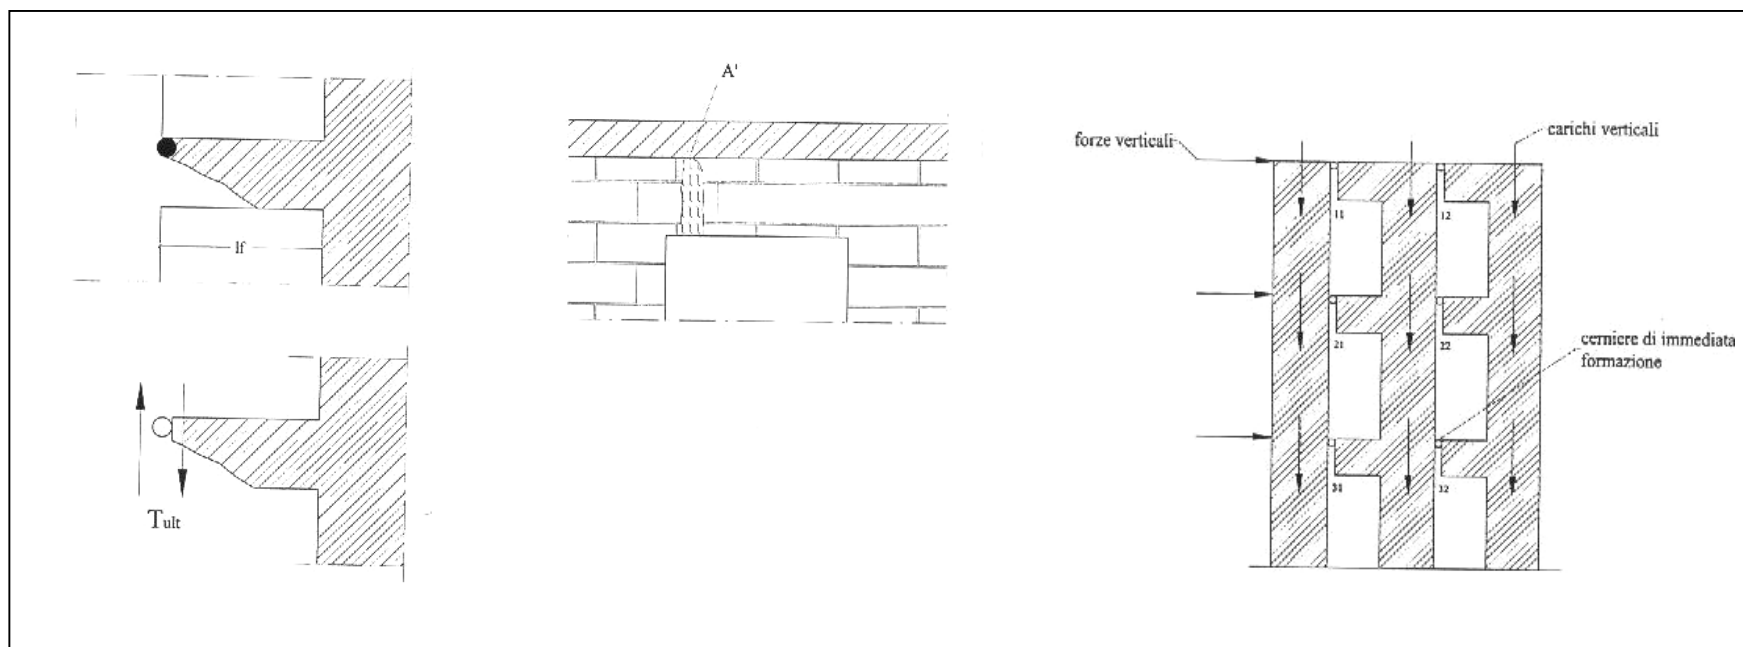 lf
Tult
A'
forze verticali
carichi verticali
11
12
21
22
cerniere di immediata
formazione
31
32